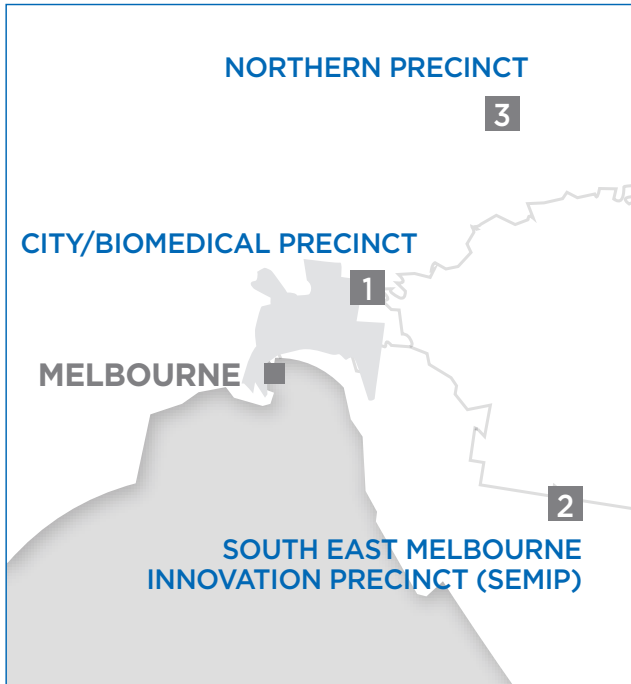 NORTHERN PRECINCT
3
CITY/BIOMEDICAL PRECINCT
1
MELBOURNE
2
SOUTH EAST MELBOURNE
INNOVATION PRECINCT (SEMIP)